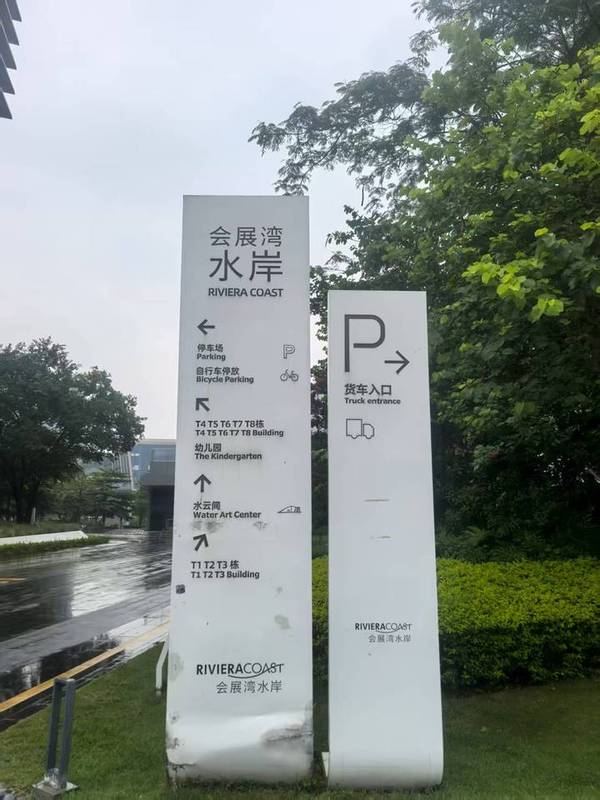 会展湾
水岸
RIVIERA COAST
停车场
Parking
自行车停放
Bicycle Parking
T4 T5 T6 T7 T8栋
T4 T5 T6 T7 T8 Building
幼儿园
The Kindergarten
水云间
Water Art Center
T1 T2 T3 栋
T1 T2 T3 Building
RIVIERACOAST
会展湾水岸
P
货车入口
Truck entrance
RIVIERACOAST
会展湾水岸